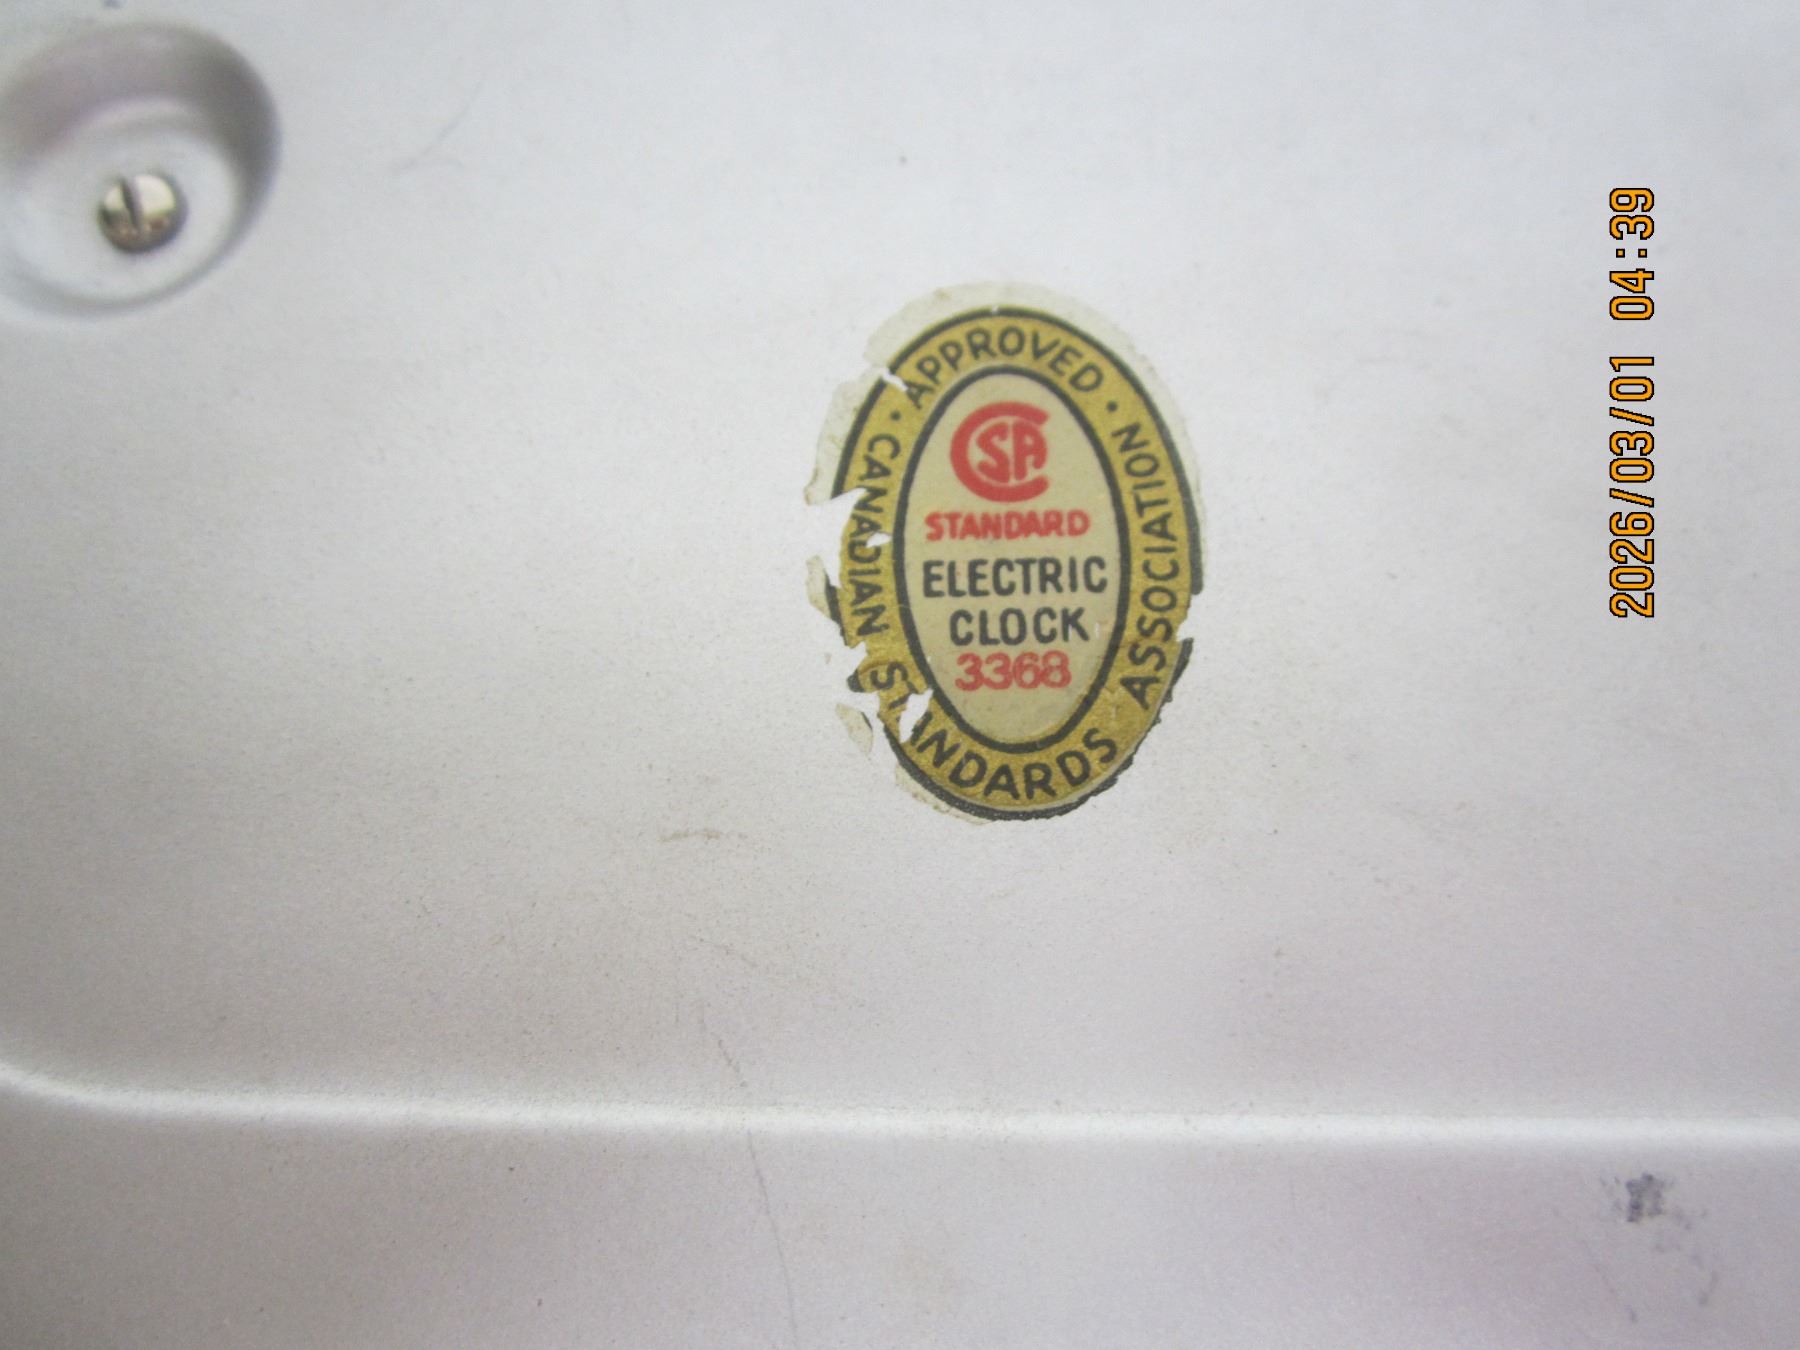 APPROVED
CANADIAN STANDARDS ASSOCIATION
CSA
STANDARD
ELECTRIC
CLOCK
3368
2026/03/01 04:39